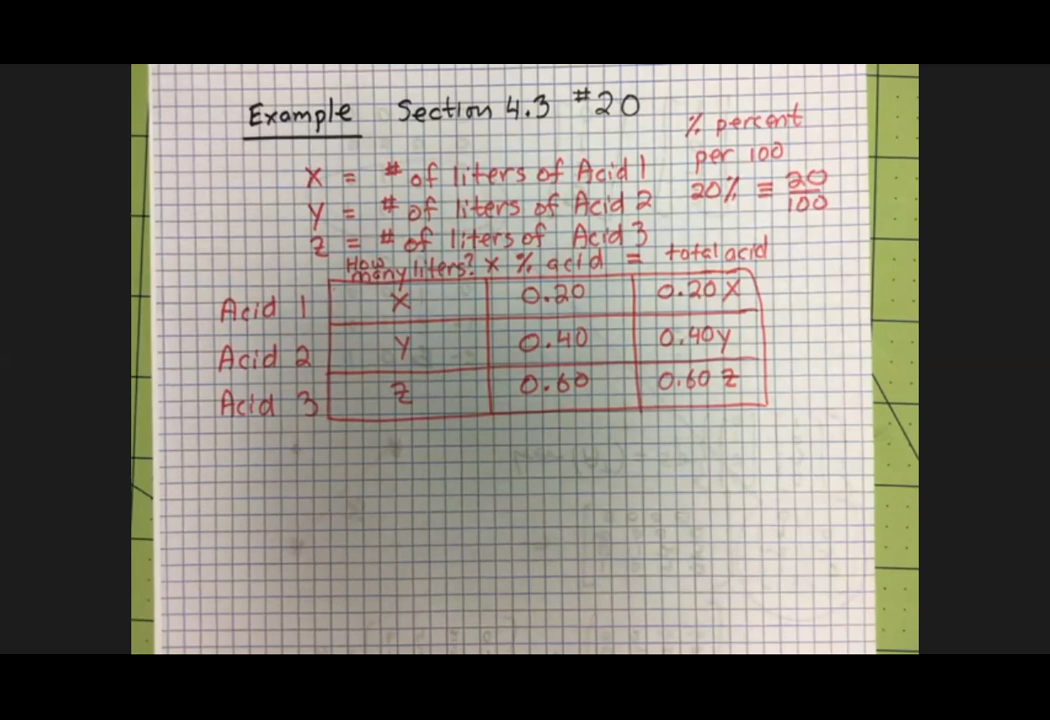 Example Section 4.3 #20
% percent
per 100
20% ≡ 20/100
X = # of liters of Acid 1
Y = # of liters of Acid 2
Z = # of liters of Acid 3
How many liters? × % acid = total acid
Acid 1 X 0.20 0.20 X
Acid 2 Y 0.40 0.40y
Acid 3 Z 0.60 0.60 Z